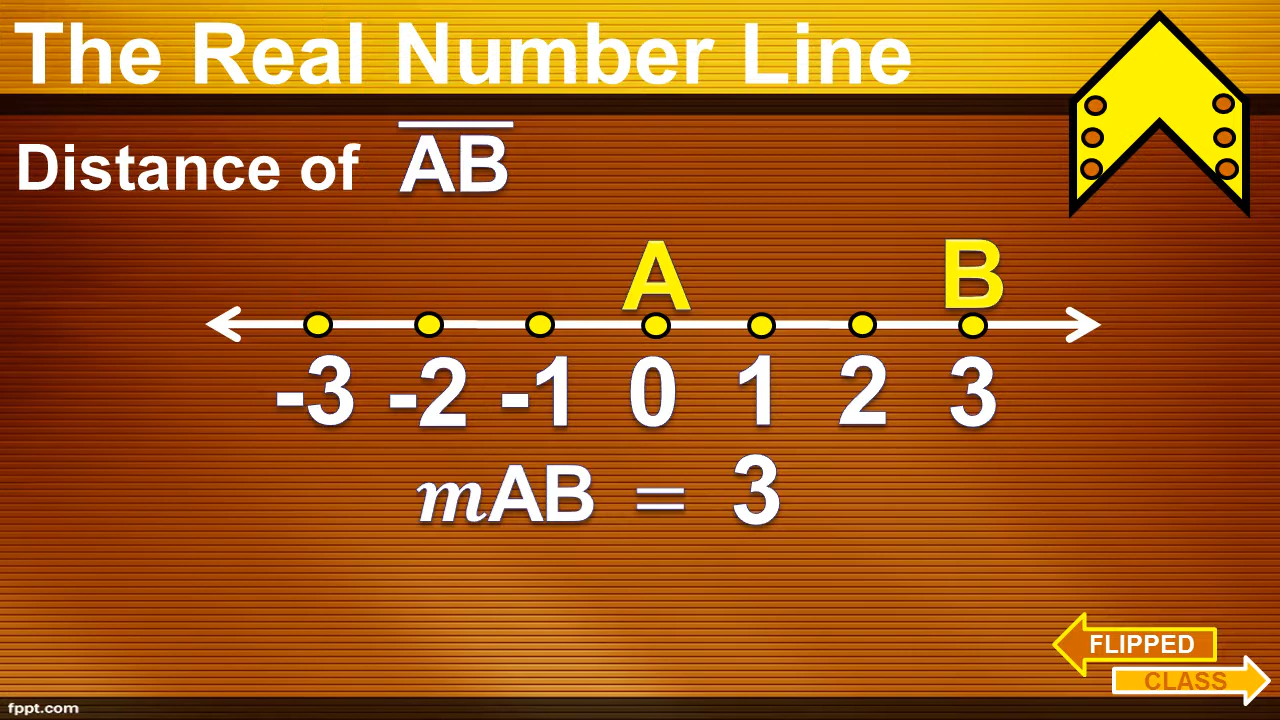 The Real Number Line
Distance of A̅B̅
A B
-3 -2 -1 0 1 2 3
𝑚AB = 3
FLIPPED
CLASS
fppt.com